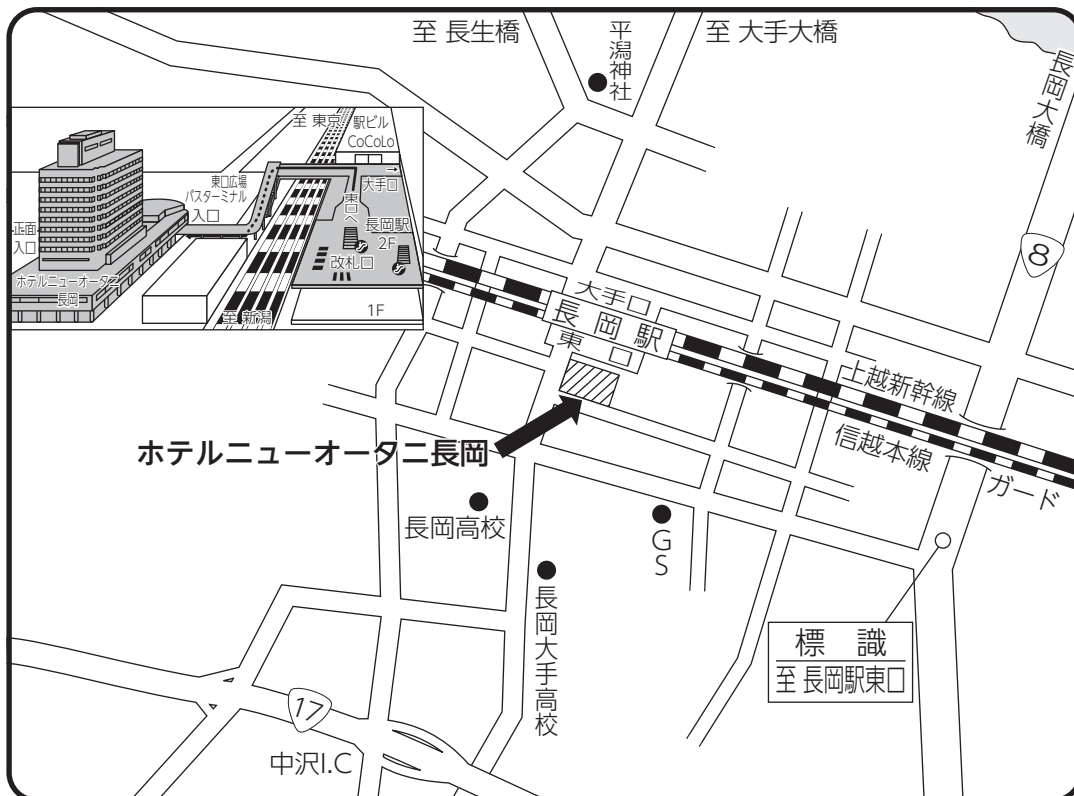 至 長生橋
平潟神社
至 大手大橋
長岡大橋
8
至 東京
駅ビル
CoCoLo
→
大手口
東口広場
バスターミナル
入口
東口へ
長岡駅
2F
改札口
正面
入口
ホテルニューオータニ
長岡
至 新潟
1F
大手口
長岡駅
東口
上越新幹線
信越本線
ガード
ホテルニューオータニ長岡
長岡高校
GS
長岡大手高校
標 識
至 長岡駅東口
17
中沢I.C